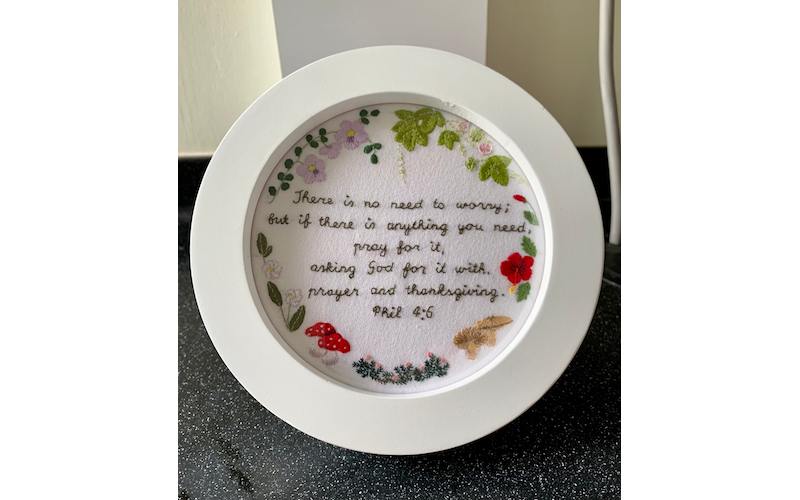 There is no need to worry;
but if there is anything you need,
pray for it,
asking God for it with.
prayer and thanksgiving.
Phil 4:6